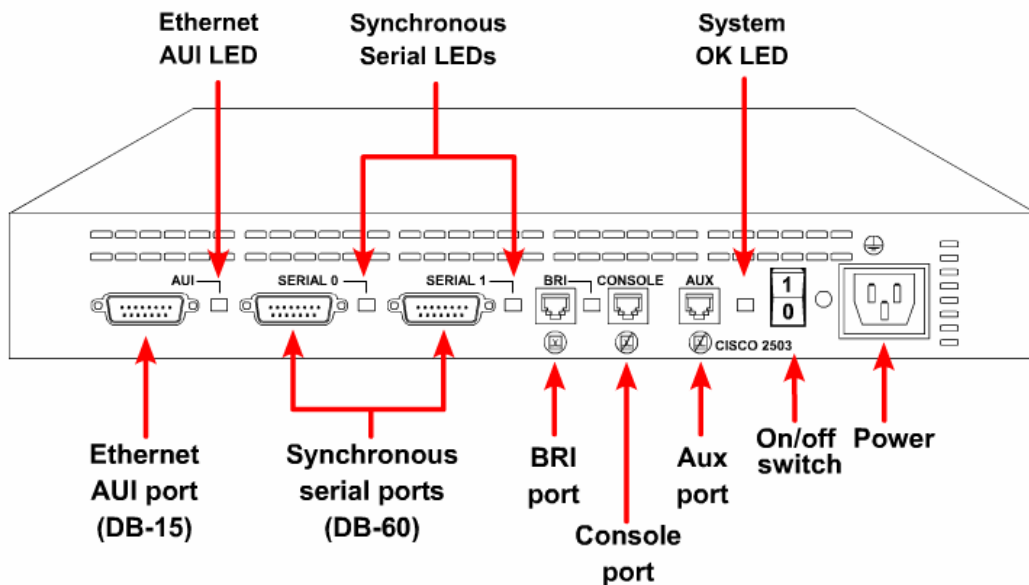 Ethernet
AUI LED
Synchronous
Serial LEDs
System
OK LED
AUI
SERIAL 0
SERIAL 1
BRI
CONSOLE
AUX
1
0
CISCO 2503
Ethernet
AUI port
(DB-15)
Synchronous
serial ports
(DB-60)
BRI
port
Console
port
Aux
port
On/off
switch
Power